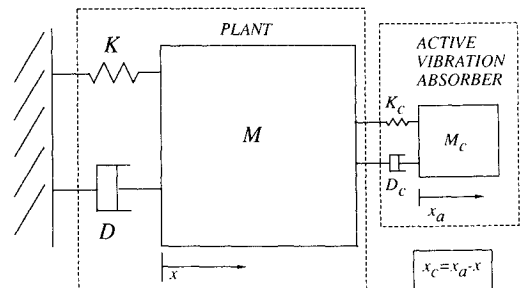 PLANT
K
M
D
x
ACTIVE
VIBRATION
ABSORBER
K_c
M_c
D_c
x_a
x_c=x_a-x